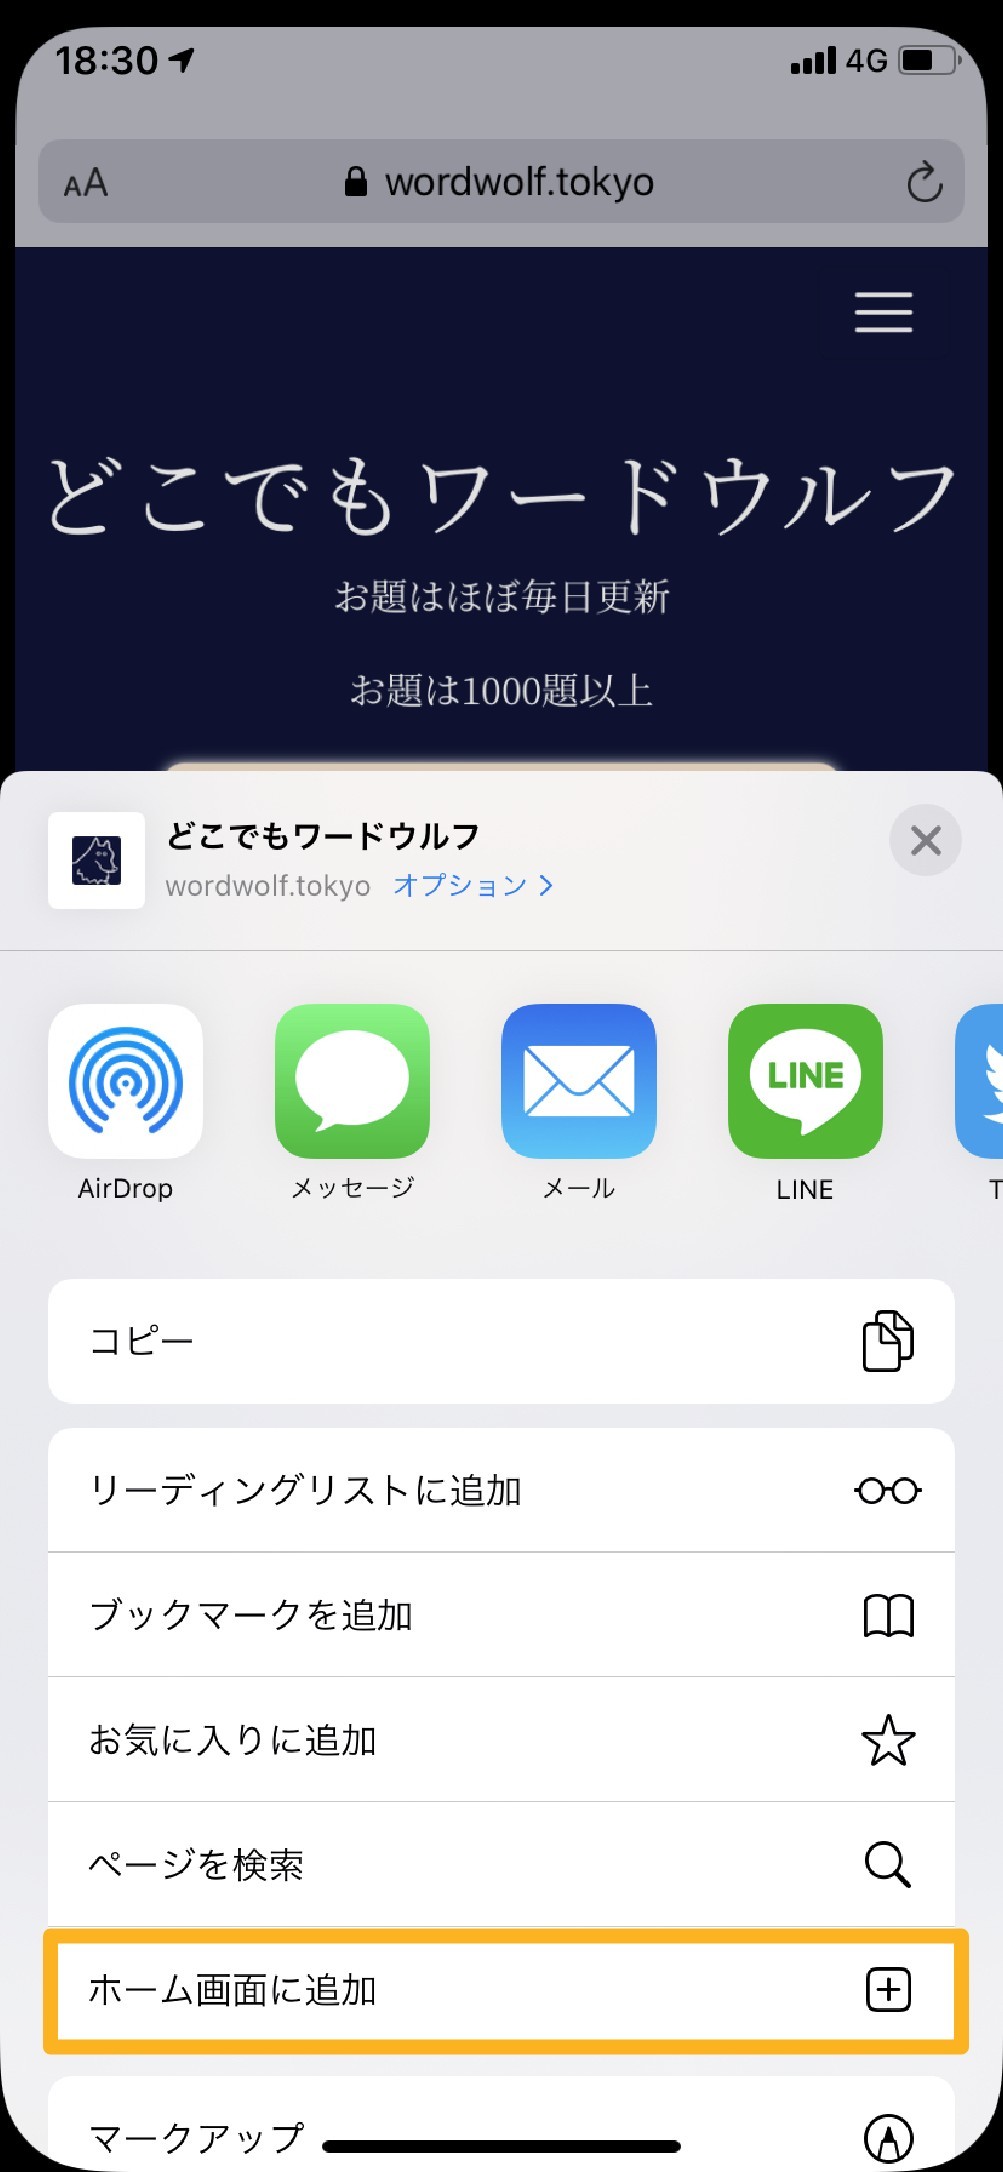 18:30
4G
AA
wordwolf.tokyo
どこでもワードウルフ
お題はほぼ毎日更新
お題は1000題以上
どこでもワードウルフ
wordwolf.tokyo オプション
AirDrop
メッセージ
メール
LINE
LINE
T
コピー
リーディングリストに追加
ブックマークを追加
お気に入りに追加
ページを検索
ホーム画面に追加
マークアップ